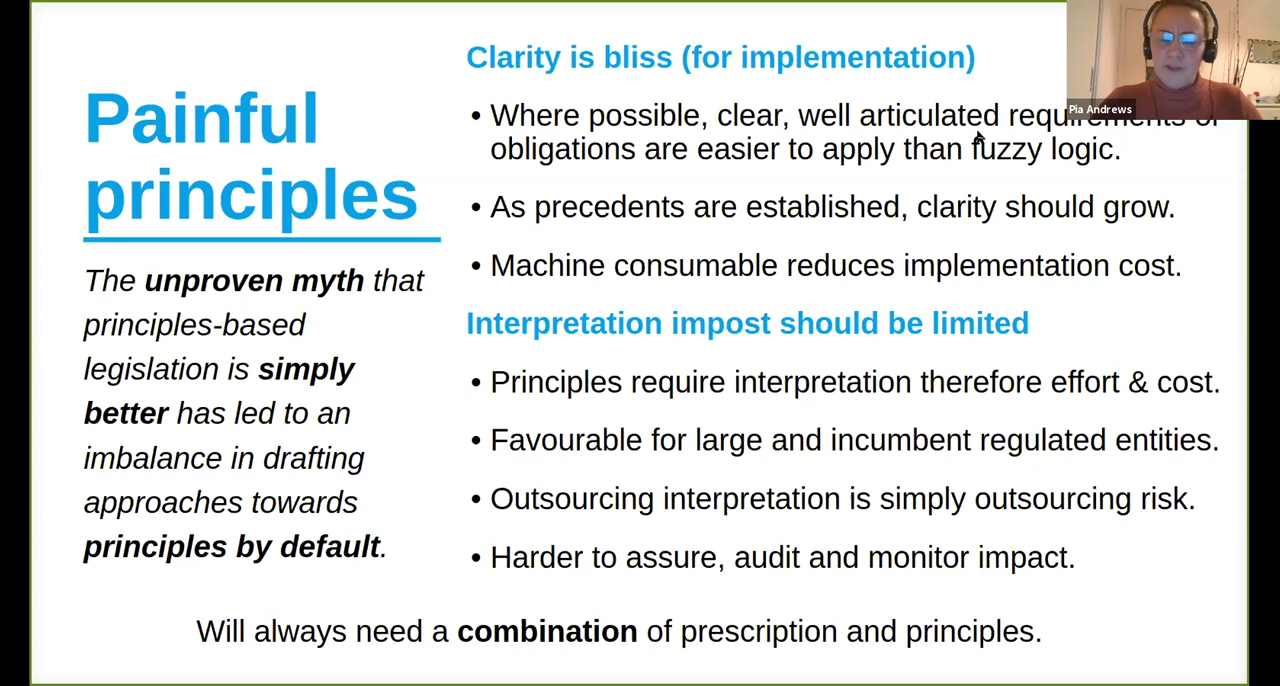 Painful
principles
The unproven myth that
principles-based
legislation is simply
better has led to an
imbalance in drafting
approaches towards
principles by default.
Clarity is bliss (for implementation)
• Where possible, clear, well articulated requirements or
obligations are easier to apply than fuzzy logic.
• As precedents are established, clarity should grow.
• Machine consumable reduces implementation cost.
Interpretation impost should be limited
• Principles require interpretation therefore effort & cost.
• Favourable for large and incumbent regulated entities.
• Outsourcing interpretation is simply outsourcing risk.
• Harder to assure, audit and monitor impact.
Will always need a combination of prescription and principles.
Pia Andrews